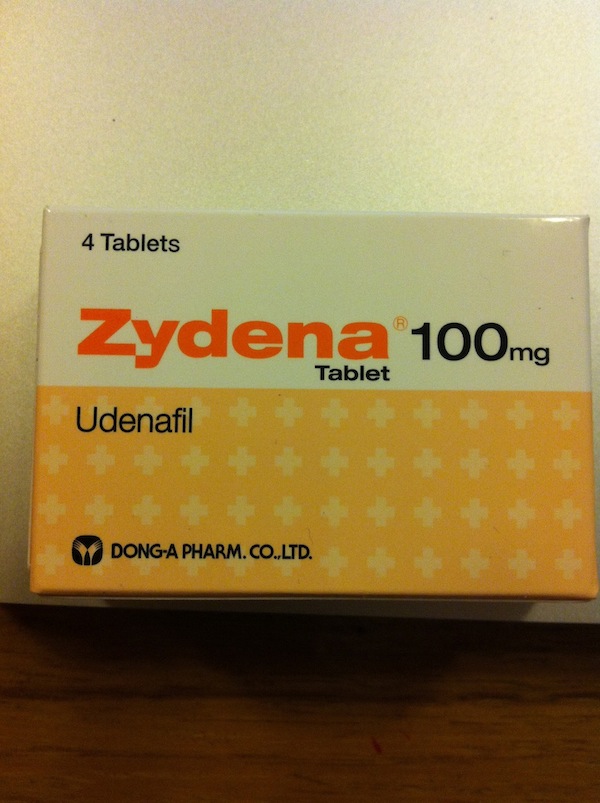 4 Tablets
Zydena® 100mg
Tablet
Udenafil
DONG-A PHARM. CO.,LTD.